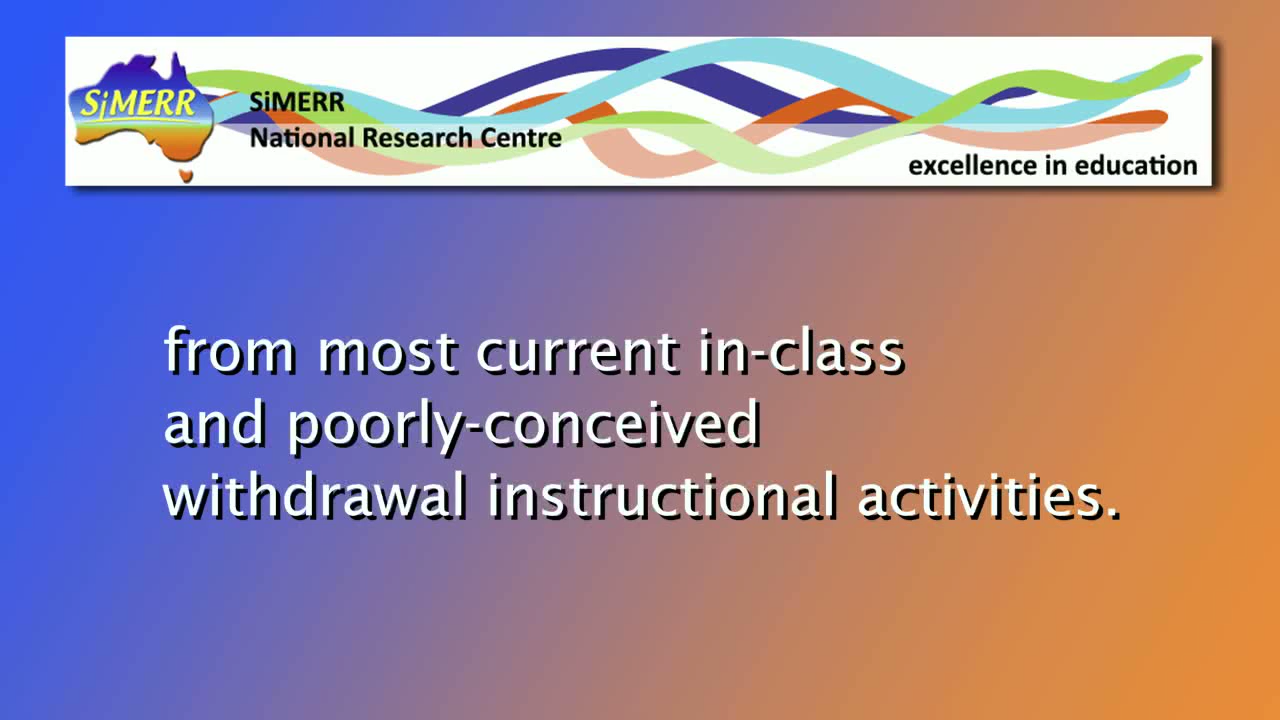 SiMERR
SiMERR
National Research Centre
excellence in education
from most current in-class
and poorly-conceived
withdrawal instructional activities.